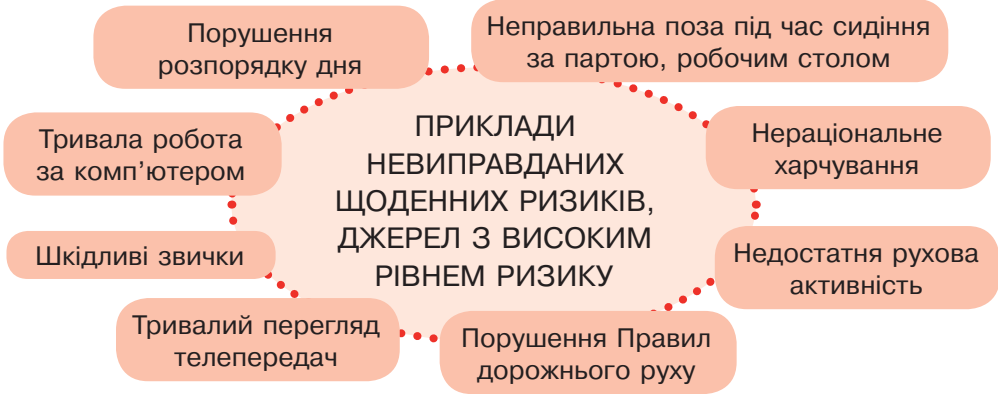 ПРИКЛАДИ
НЕВИПРАВДАНИХ
ЩОДЕННИХ РИЗИКІВ,
ДЖЕРЕЛ З ВИСОКИМ
РІВНЕМ РИЗИКУ
Порушення
розпорядку дня
Неправильна поза під час сидіння
за партою, робочим столом
Нераціональне
харчування
Недостатня рухова
активність
Порушення Правил
дорожнього руху
Тривалий перегляд
телепередач
Шкідливі звички
Тривала робота
за комп’ютером